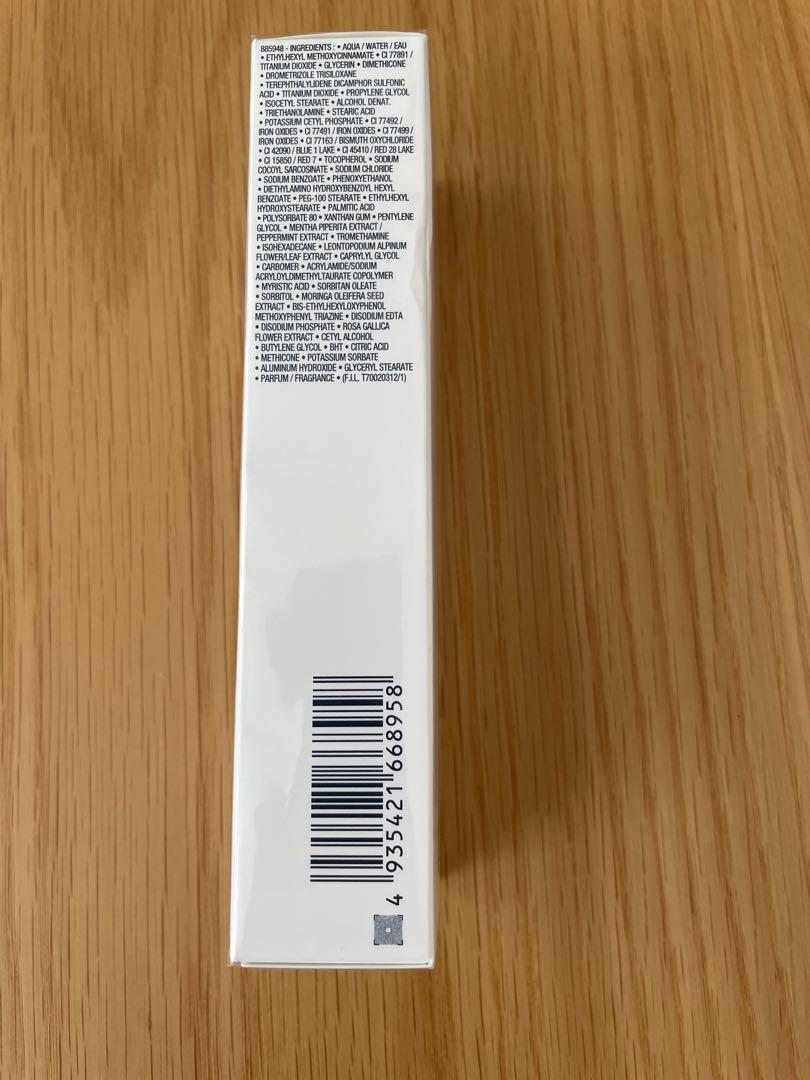 885948 - INGREDIENTS : • AQUA / WATER / EAU
• ETHYLHEXYL METHOXYCINNAMATE • CI 77891 /
TITANIUM DIOXIDE • GLYCERIN • DIMETHICONE
• DROMETRIZOLE TRISILOXANE
• TEREPHTHALYLIDENE DICAMPHOR SULFONIC
ACID • TITANIUM DIOXIDE • PROPYLENE GLYCOL
• ISOCETYL STEARATE • ALCOHOL DENAT.
• TRIETHANOLAMINE • STEARIC ACID
• POTASSIUM CETYL PHOSPHATE • CI 77492 /
IRON OXIDES • CI 77491 / IRON OXIDES • CI 77499 /
IRON OXIDES • CI 77163 / BISMUTH OXYCHLORIDE
• CI 42090 / BLUE 1 LAKE • CI 45410 / RED 28 LAKE
• CI 15850 / RED 7 • TOCOPHEROL • SODIUM
COCOYL SARCOSINATE • SODIUM CHLORIDE
• SODIUM BENZOATE • PHENOXYETHANOL
• DIETHYLAMINO HYDROXYBENZOYL HEXYL
BENZOATE • PEG-100 STEARATE • ETHYLHEXYL
HYDROXYSTEARATE • PALMITIC ACID
• POLYSORBATE 80 • XANTHAN GUM • PENTYLENE
GLYCOL • MENTHA PIPERITA EXTRACT /
PEPPERMINT EXTRACT • TROMETHAMINE
• ISOHEXADECANE • LEONTOPODIUM ALPINUM
FLOWER/LEAF EXTRACT • CAPRYLYL GLYCOL
• CARBOMER • ACRYLAMIDE/SODIUM
ACRYLOYLDIMETHYLTAURATE COPOLYMER
• MYRISTIC ACID • SORBITAN OLEATE
• SORBITOL • MORINGA OLEIFERA SEED
EXTRACT • BIS-ETHYLHEXYLOXYPHENOL
METHOXYPHENYL TRIAZINE • DISODIUM EDTA
• DISODIUM PHOSPHATE • ROSA GALLICA
FLOWER EXTRACT • CETYL ALCOHOL
• BUTYLENE GLYCOL • BHT • CITRIC ACID
• METHICONE • POTASSIUM SORBATE
• ALUMINUM HYDROXIDE • GLYCERYL STEARATE
• PARFUM / FRAGRANCE • (F.I.L. T70020312/1)
4 935421 668958